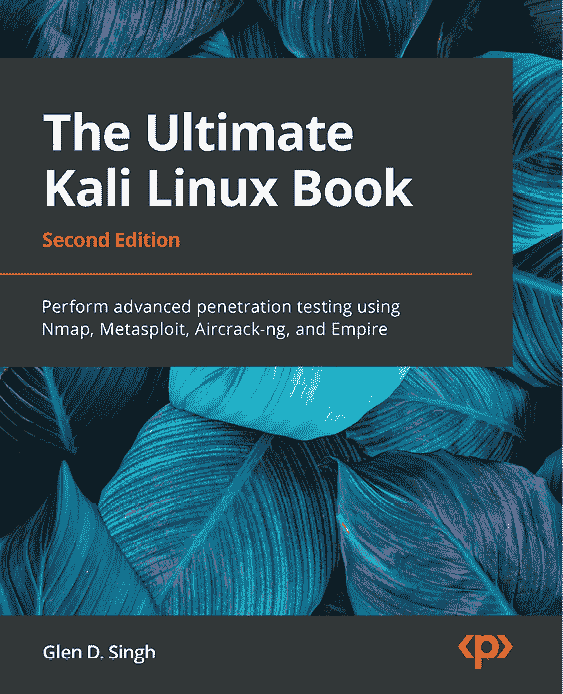 The Ultimate
Kali Linux Book
Second Edition
Perform advanced penetration testing using
Nmap, Metasploit, Aircrack-ng, and Empire
Glen D. Singh
<p>